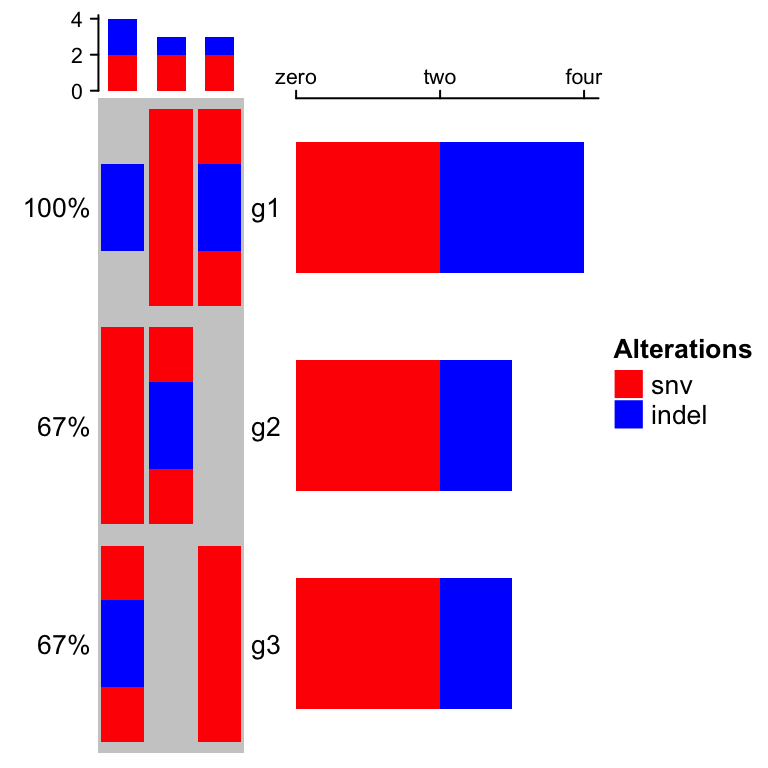 4
2
0
zero two four
100% g1
67% g2
67% g3
Alterations
snv
indel